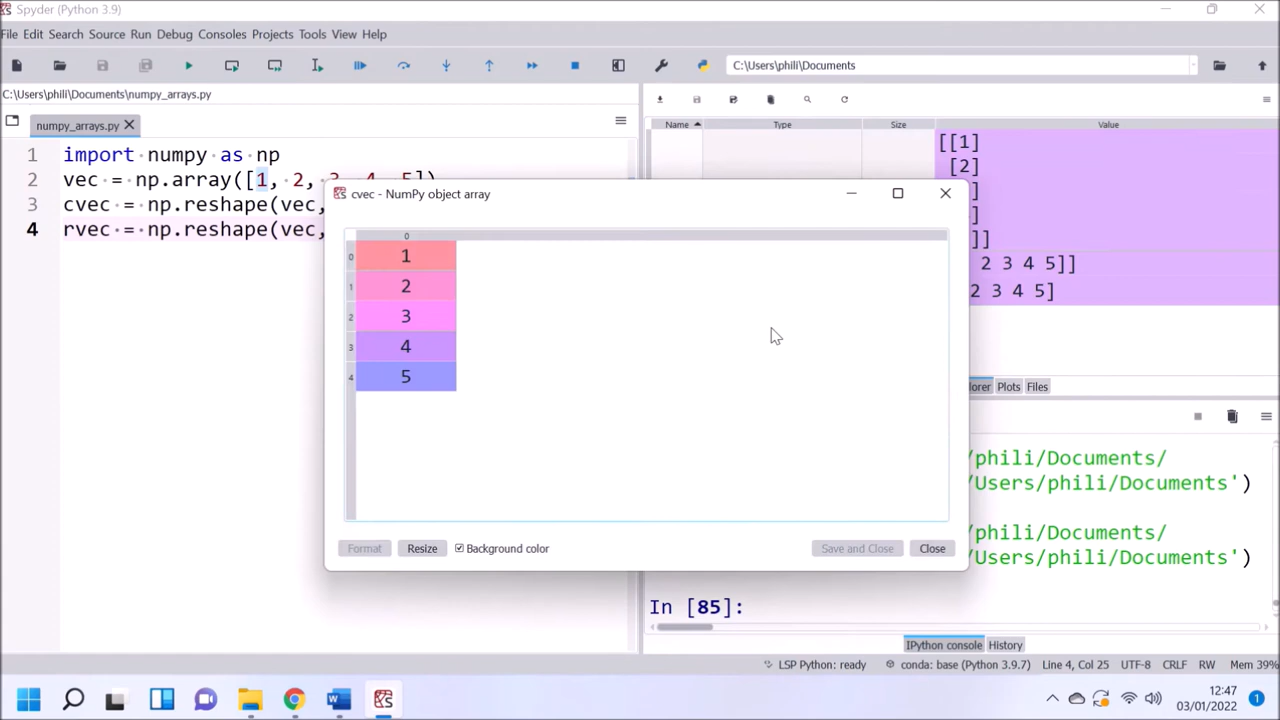 Spyder (Python 3.9)
File Edit Search Source Run Debug Consoles Projects Tools View Help
C:\Users\phili\Documents
C:\Users\phili\Documents\numpy_arrays.py
numpy_arrays.py
1 import numpy as np
2 vec = np.array([1, 2, 3, 4, 5])
3 cvec = np.reshape(vec,
4 rvec = np.reshape(vec,
Name Type Size Value
[[1]
[2]
]
]
]]
2 3 4 5]]
2 3 4 5]
cvec - NumPy object array
0
0 1
1 2
2 3
3 4
4 5
Format Resize Background color Save and Close Close
lorer Plots Files
/phili/Documents/
/Users/phili/Documents')
/phili/Documents/
/Users/phili/Documents')
In [85]:
IPython console History
LSP Python: ready conda: base (Python 3.9.7) Line 4, Col 25 UTF-8 CRLF RW Mem 39%
12:47
03/01/2022
1